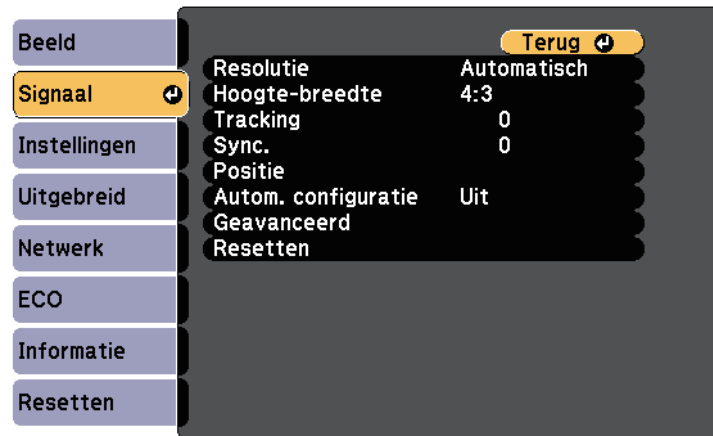 Beeld
Signaal
Instellingen
Uitgebreid
Netwerk
ECO
Informatie
Resetten
Terug
Resolutie Automatisch
Hoogte-breedte 4:3
Tracking 0
Sync. 0
Positie
Autom. configuratie Uit
Geavanceerd
Resetten